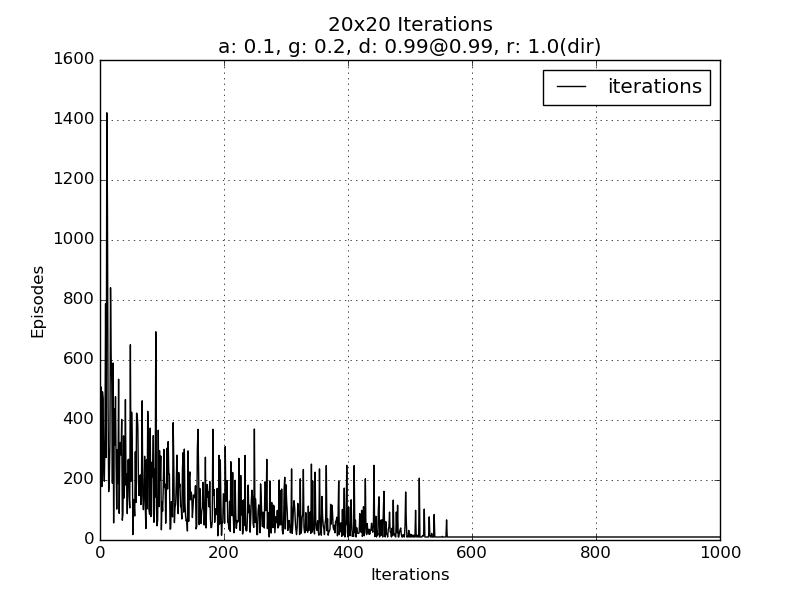 20x20 Iterations
a: 0.1, g: 0.2, d: 0.99@0.99, r: 1.0(dir)
1600
iterations
1400
1200
1000
800
Episodes
600
400
200
0
0 200 400 600 800 1000
Iterations